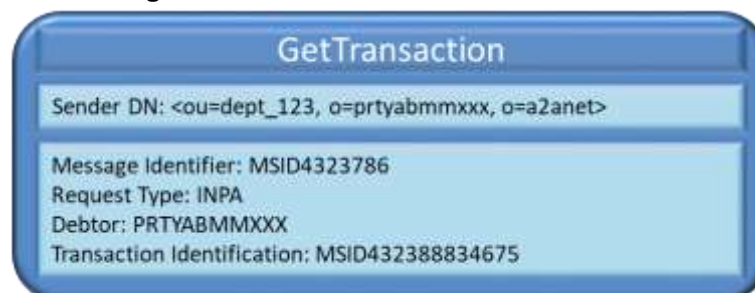 GetTransaction
Sender DN: <ou=dept_123, o=prtyabmmxxx, o=a2anet>
Message Identifier: MSID4323786
Request Type: INPA
Debtor: PRTYABMMXXX
Transaction Identification: MSID432388834675